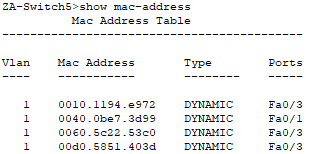 ZA-Switch5>show mac-address
Mac Address Table
-------------------------------------------
Vlan Mac Address Type Ports
---- ----------- -------- -----
1 0010.1194.e972 DYNAMIC Fa0/3
1 0040.0be7.3d99 DYNAMIC Fa0/1
1 0060.5c22.53c0 DYNAMIC Fa0/3
1 00d0.5851.403d DYNAMIC Fa0/3